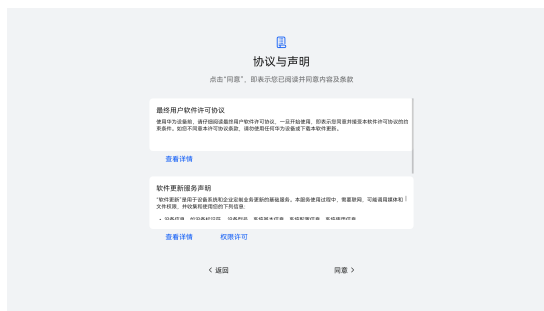 协议与声明
点击“同意”，即表示您已阅读并同意内容及条款
最终用户软件许可协议
使用华为设备前，请仔细阅读最终用户软件许可协议，一旦开始使用，即表示您同意并接受本软件许可协议的约
束条件。如您不同意本许可协议条款，请勿使用任何华为设备或下载本软件更新。
查看详情
软件更新服务声明
“软件更新”是用于设备系统和企业定制业务更新的基础服务。本服务使用过程中，需要联网，可能调用媒体和
文件权限，并收集和使用您的下列信息：
查看详情 权限许可
返回 同意